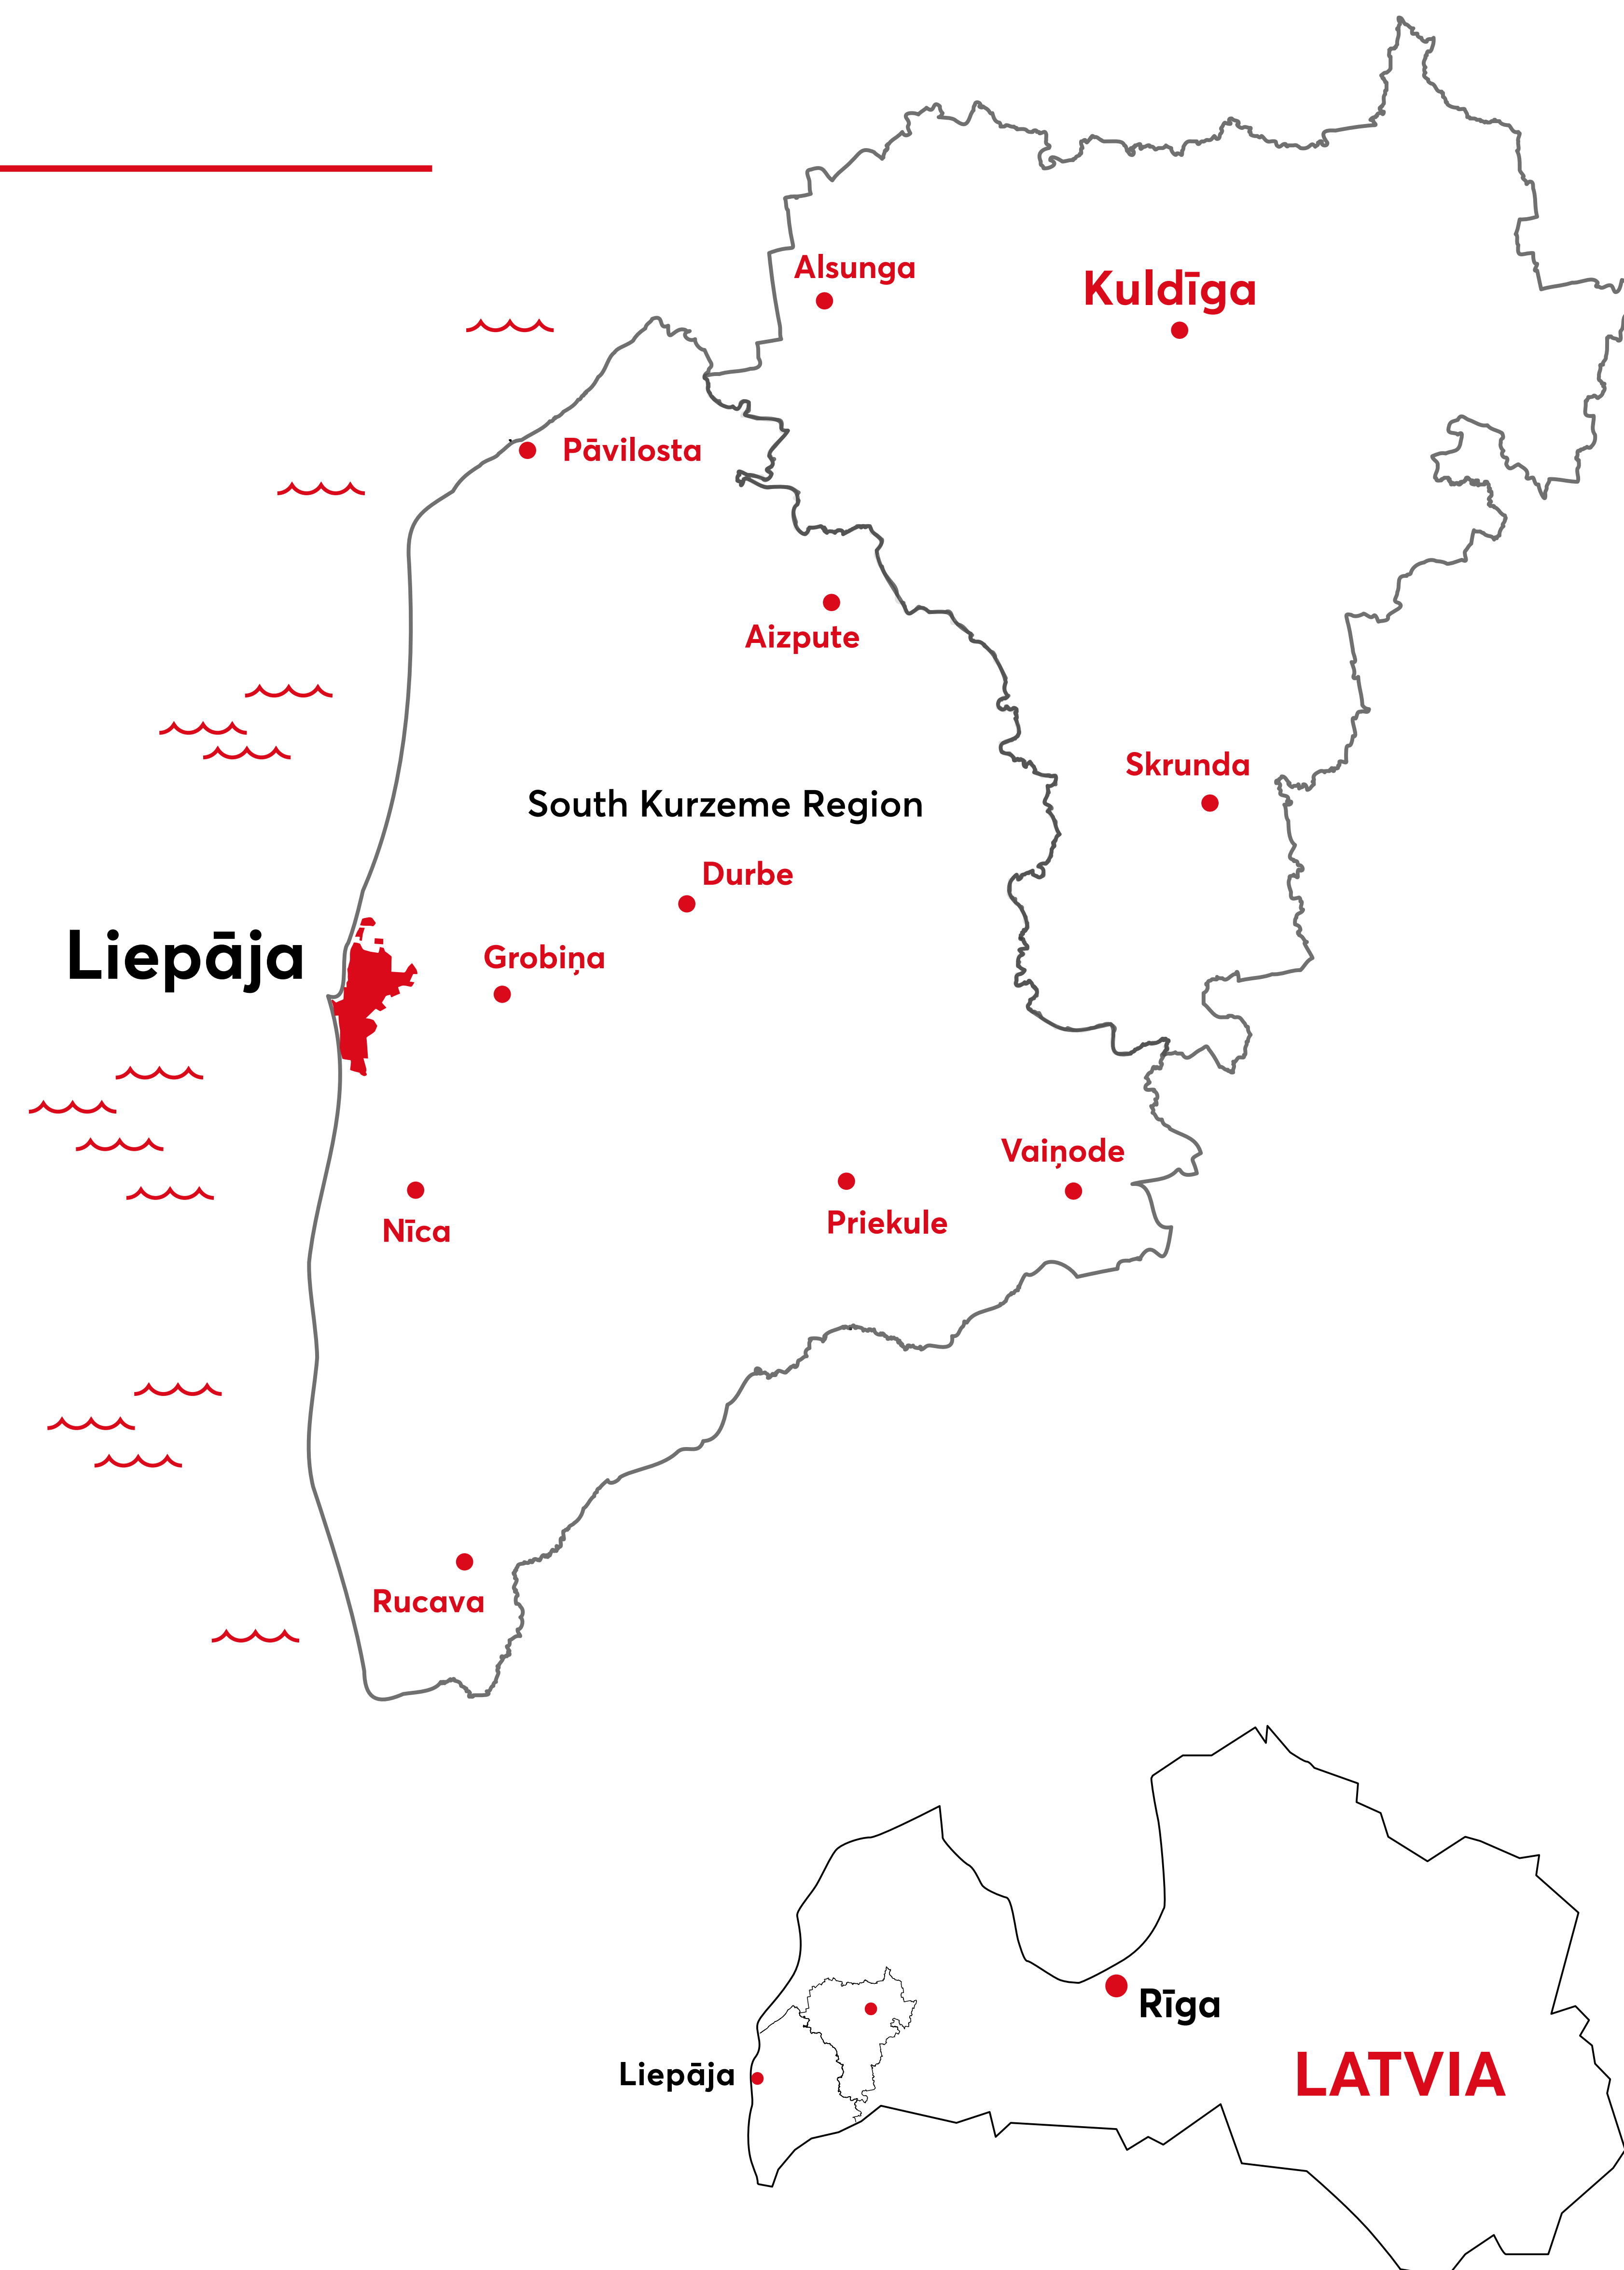 Alsunga
Kuldīga
Pāvilosta
Aizpute
Skrunda
South Kurzeme Region
Durbe
Liepāja
Grobiņa
Vaiņode
Priekule
Nīca
Rucava
Rīga
Liepāja
LATVIA